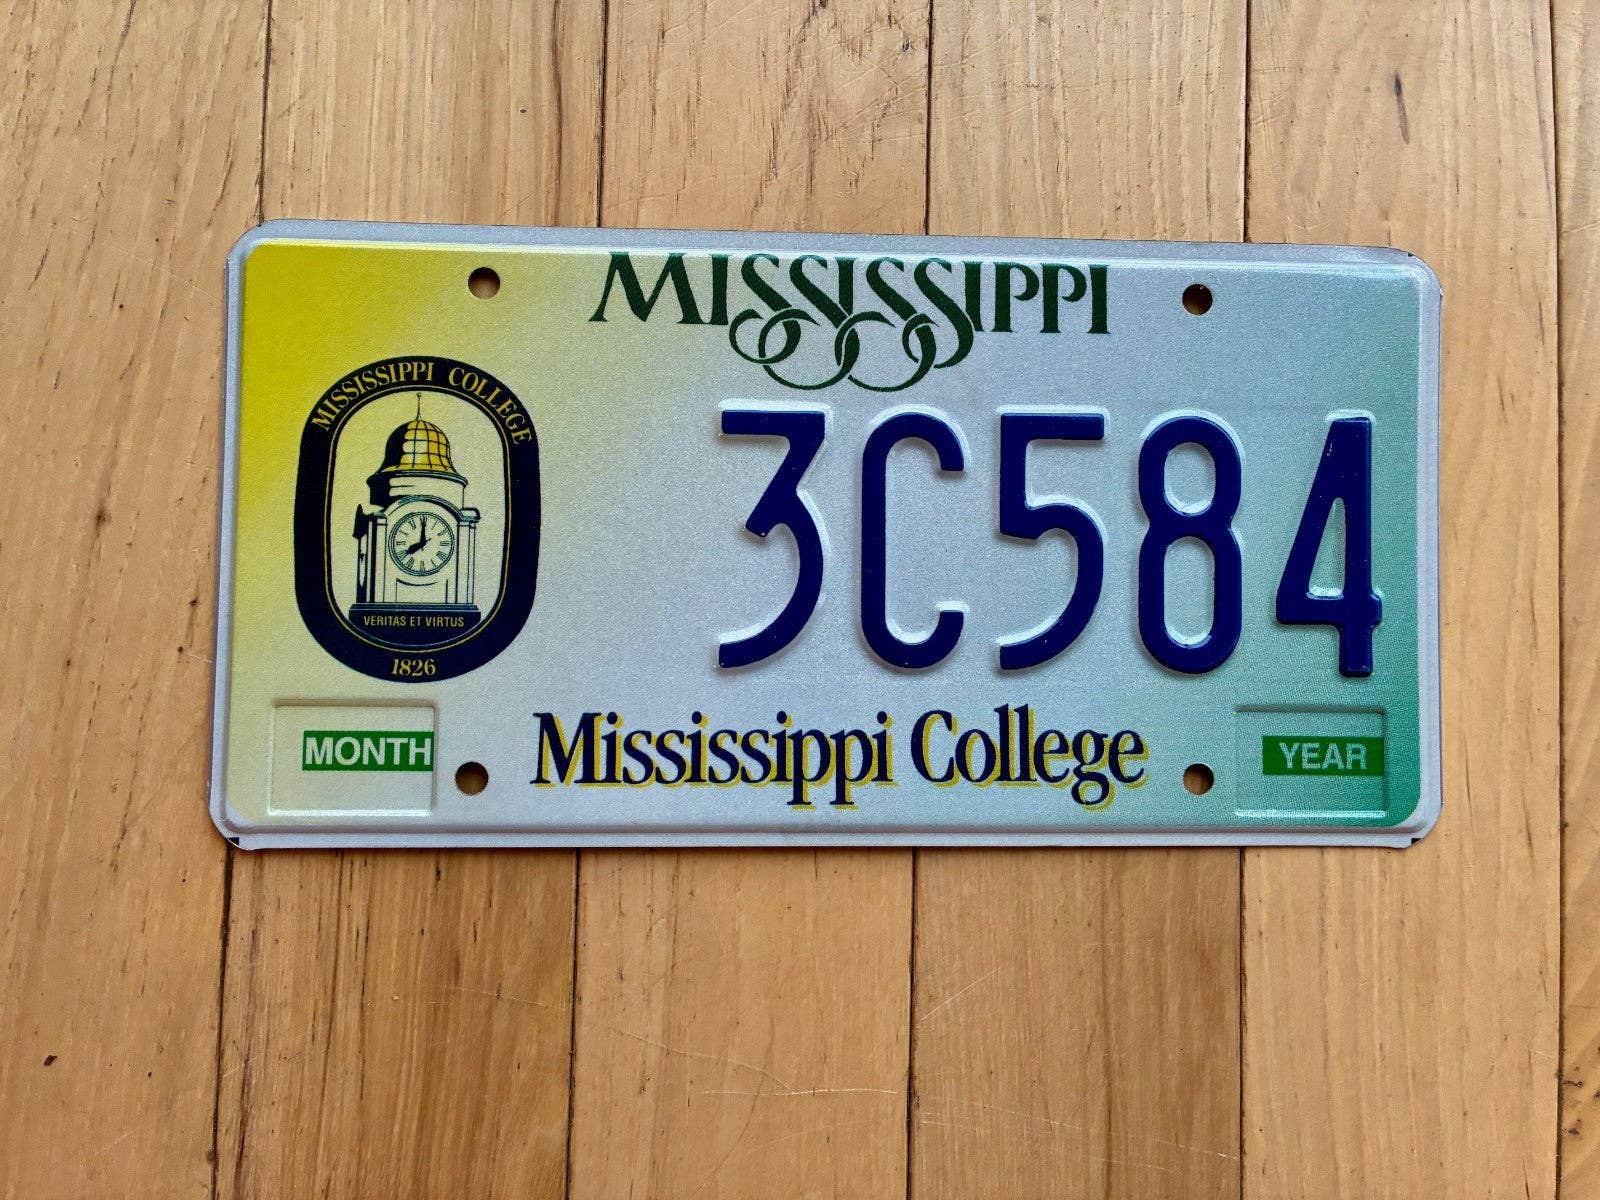 MISSISSIPPI
MISSISSIPPI COLLEGE
3C584
VERITAS ET VIRTUS
1826
MONTH
Mississippi College
YEAR